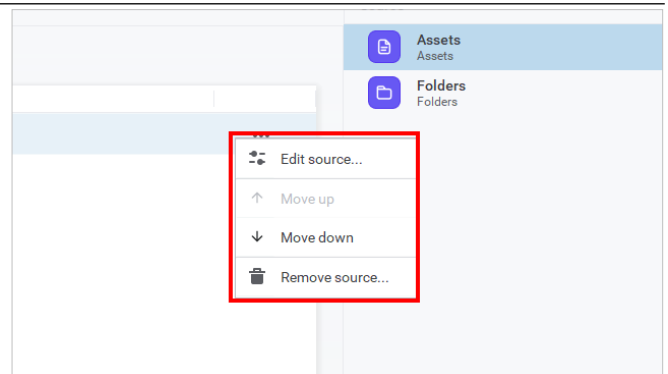 Assets
Assets
Folders
Folders
Edit source...
Move up
Move down
Remove source...